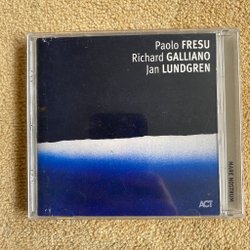 Paolo FRESU
Richard GALLIANO
Jan LUNDGREN
ACT
MARE NOSTRUM